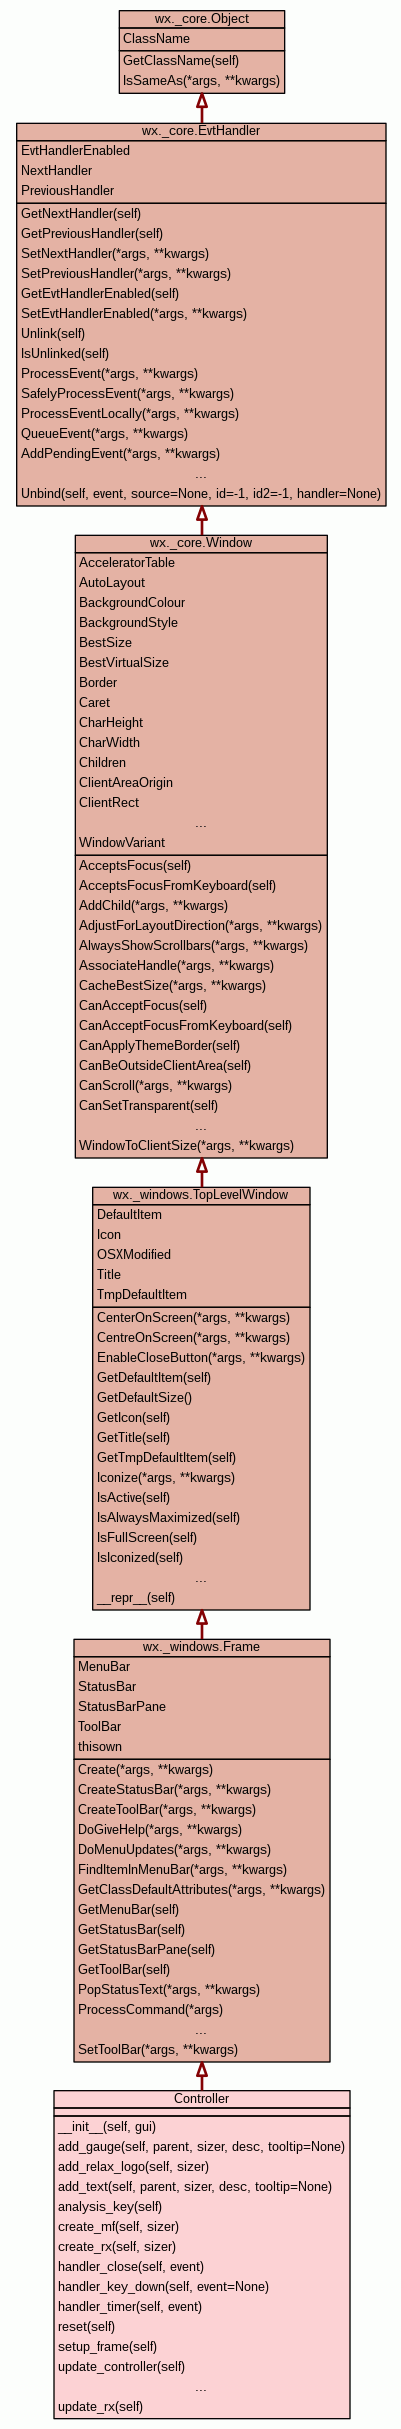 wx._core.Object
ClassName
GetClassName(self)
IsSameAs(*args, **kwargs)
wx._core.EvtHandler
EvtHandlerEnabled
NextHandler
PreviousHandler
GetNextHandler(self)
GetPreviousHandler(self)
SetNextHandler(*args, **kwargs)
SetPreviousHandler(*args, **kwargs)
GetEvtHandlerEnabled(self)
SetEvtHandlerEnabled(*args, **kwargs)
Unlink(self)
IsUnlinked(self)
ProcessEvent(*args, **kwargs)
SafelyProcessEvent(*args, **kwargs)
ProcessEventLocally(*args, **kwargs)
QueueEvent(*args, **kwargs)
AddPendingEvent(*args, **kwargs)
...
Unbind(self, event, source=None, id=-1, id2=-1, handler=None)
wx._core.Window
AcceleratorTable
AutoLayout
BackgroundColour
BackgroundStyle
BestSize
BestVirtualSize
Border
Caret
CharHeight
CharWidth
Children
ClientAreaOrigin
ClientRect
...
WindowVariant
AcceptsFocus(self)
AcceptsFocusFromKeyboard(self)
AddChild(*args, **kwargs)
AdjustForLayoutDirection(*args, **kwargs)
AlwaysShowScrollbars(*args, **kwargs)
AssociateHandle(*args, **kwargs)
CacheBestSize(*args, **kwargs)
CanAcceptFocus(self)
CanAcceptFocusFromKeyboard(self)
CanApplyThemeBorder(self)
CanBeOutsideClientArea(self)
CanScroll(*args, **kwargs)
CanSetTransparent(self)
...
WindowToClientSize(*args, **kwargs)
wx._windows.TopLevelWindow
DefaultItem
Icon
OSXModified
Title
TmpDefaultItem
CenterOnScreen(*args, **kwargs)
CentreOnScreen(*args, **kwargs)
EnableCloseButton(*args, **kwargs)
GetDefaultItem(self)
GetDefaultSize()
GetIcon(self)
GetTitle(self)
GetTmpDefaultItem(self)
Iconize(*args, **kwargs)
IsActive(self)
IsAlwaysMaximized(self)
IsFullScreen(self)
IsIconized(self)
...
__repr__(self)
wx._windows.Frame
MenuBar
StatusBar
StatusBarPane
ToolBar
thisown
Create(*args, **kwargs)
CreateStatusBar(*args, **kwargs)
CreateToolBar(*args, **kwargs)
DoGiveHelp(*args, **kwargs)
DoMenuUpdates(*args, **kwargs)
FindItemInMenuBar(*args, **kwargs)
GetClassDefaultAttributes(*args, **kwargs)
GetMenuBar(self)
GetStatusBar(self)
GetStatusBarPane(self)
GetToolBar(self)
PopStatusText(*args, **kwargs)
ProcessCommand(*args)
...
SetToolBar(*args, **kwargs)
Controller
__init__(self, gui)
add_gauge(self, parent, sizer, desc, tooltip=None)
add_relax_logo(self, sizer)
add_text(self, parent, sizer, desc, tooltip=None)
analysis_key(self)
create_mf(self, sizer)
create_rx(self, sizer)
handler_close(self, event)
handler_key_down(self, event=None)
handler_timer(self, event)
reset(self)
setup_frame(self)
update_controller(self)
...
update_rx(self)